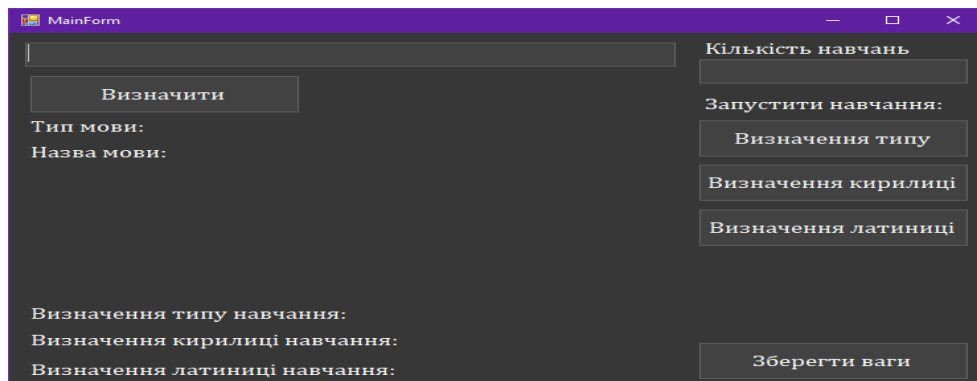 MainForm
Визначити
Тип мови:
Назва мови:
Кількість навчань
Запустити навчання:
Визначення типу
Визначення кирилиці
Визначення латиниці
Визначення типу навчання:
Визначення кирилиці навчання:
Визначення латиниці навчання:
Зберегти ваги